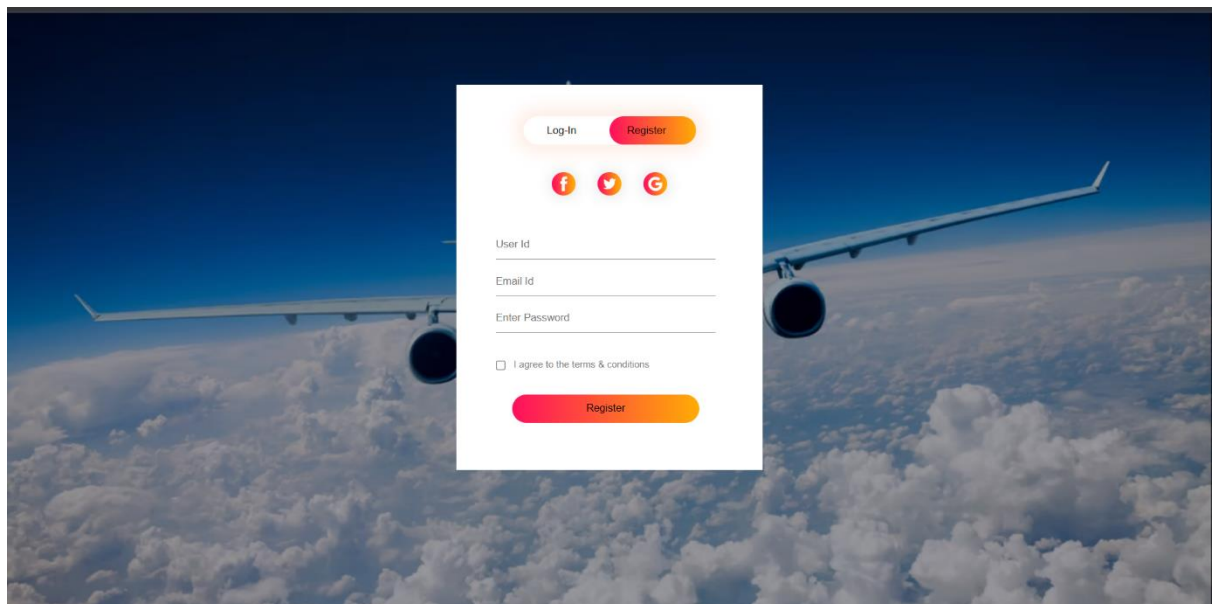 Log-In
Register
User Id
Email Id
Enter Password
I agree to the terms & conditions
Register